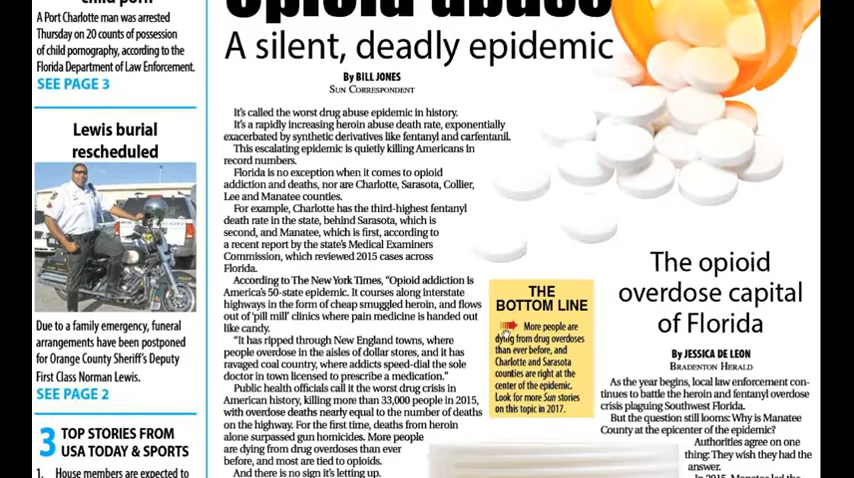 child porn
A Port Charlotte man was arrested
Thursday on 20 counts of possession
of child pornography, according to the
Florida Department of Law Enforcement.
SEE PAGE 3
Lewis burial
rescheduled
Due to a family emergency, funeral
arrangements have been postponed
for Orange County Sheriff's Deputy
First Class Norman Lewis.
SEE PAGE 2
3 TOP STORIES FROM
USA TODAY & SPORTS
1. House members are expected to
opioid abuse
A silent, deadly epidemic
By BILL JONES
SUN CORRESPONDENT
It's called the worst drug abuse epidemic in history.
It's a rapidly increasing heroin abuse death rate, exponentially
exacerbated by synthetic derivatives like fentanyl and carfentanil.
This escalating epidemic is quietly killing Americans in
record numbers.
Florida is no exception when it comes to opioid
addiction and deaths, nor are Charlotte, Sarasota, Collier,
Lee and Manatee counties.
For example, Charlotte has the third-highest fentanyl
death rate in the state, behind Sarasota, which is
second, and Manatee, which is first, according to
a recent report by the state's Medical Examiners
Commission, which reviewed 2015 cases across
Florida.
According to The New York Times, "Opioid addiction is
America's 50-state epidemic. It courses along interstate
highways in the form of cheap smuggled heroin, and flows
out of 'pill mill' clinics where pain medicine is handed out
like candy.
"It has ripped through New England towns, where
people overdose in the aisles of dollar stores, and it has
ravaged coal country, where addicts speed-dial the sole
doctor in town licensed to prescribe a medication."
Public health officials call it the worst drug crisis in
American history, killing more than 33,000 people in 2015,
with overdose deaths nearly equal to the number of deaths
on the highway. For the first time, deaths from heroin
alone surpassed gun homicides. More people
are dying from drug overdoses than ever
before, and most are tied to opioids.
And there is no sign it's letting up.
THE
BOTTOM LINE
More people are
dying from drug overdoses
than ever before, and
Charlotte and Sarasota
counties are right at the
center of the epidemic.
Look for more Sun stories
on this topic in 2017.
The opioid
overdose capital
of Florida
By JESSICA DE LEON
BRADENTON HERALD
As the year begins, local law enforcement con-
tinues to battle the heroin and fentanyl overdose
crisis plaguing Southwest Florida.
But the question still looms: Why is Manatee
County at the epicenter of the epidemic?
Authorities agree on one
thing: They wish they had the
answer.
In 2015, Manatee led the